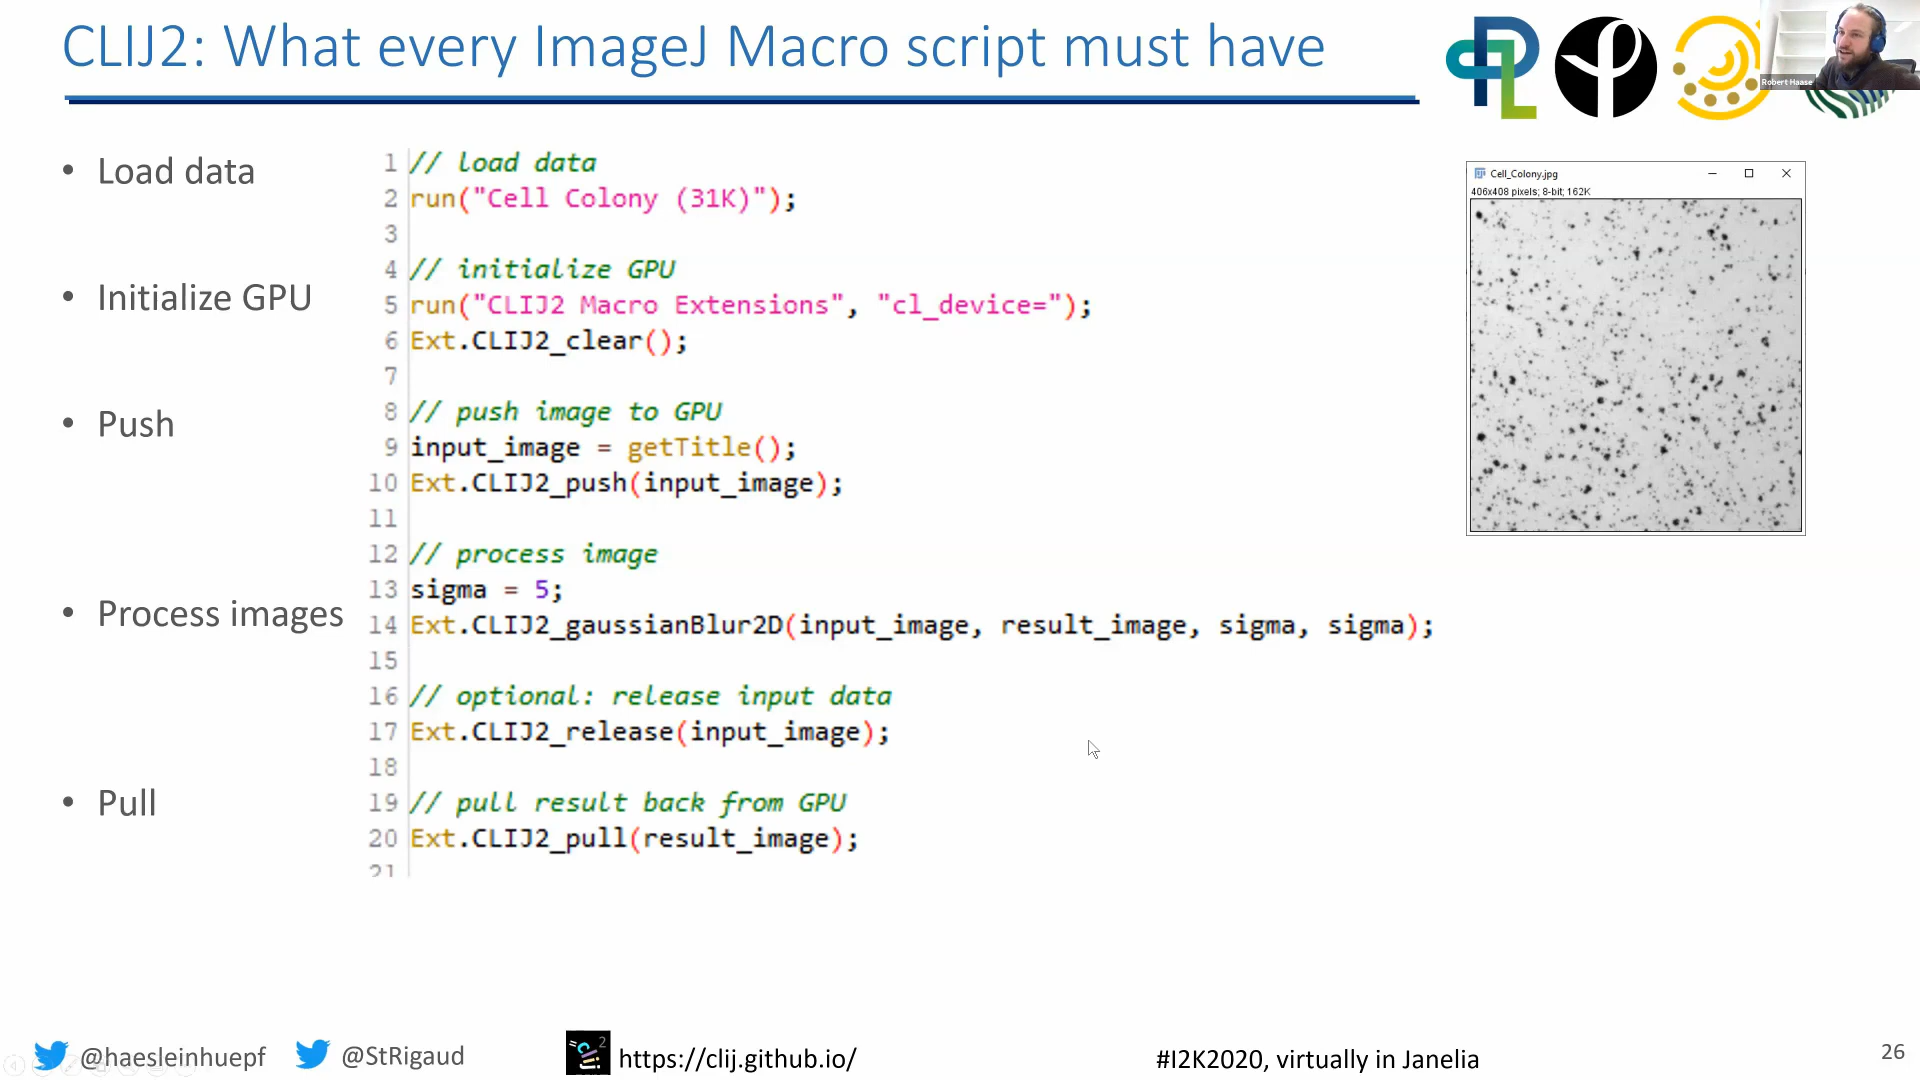 CLIJ2: What every ImageJ Macro script must have
Robert Haase
• Load data
• Initialize GPU
• Push
• Process images
• Pull
1 // load data
2 run("Cell Colony (31K)");
3
4 // initialize GPU
5 run("CLIJ2 Macro Extensions", "cl_device=");
6 Ext.CLIJ2_clear();
7
8 // push image to GPU
9 input_image = getTitle();
10 Ext.CLIJ2_push(input_image);
11
12 // process image
13 sigma = 5;
14 Ext.CLIJ2_gaussianBlur2D(input_image, result_image, sigma, sigma);
15
16 // optional: release input data
17 Ext.CLIJ2_release(input_image);
18
19 // pull result back from GPU
20 Ext.CLIJ2_pull(result_image);
21
Cell_Colony.jpg
406x408 pixels; 8-bit; 162K
@haesleinhuepf
@StRigaud
https://clij.github.io/
#I2K2020, virtually in Janelia
26